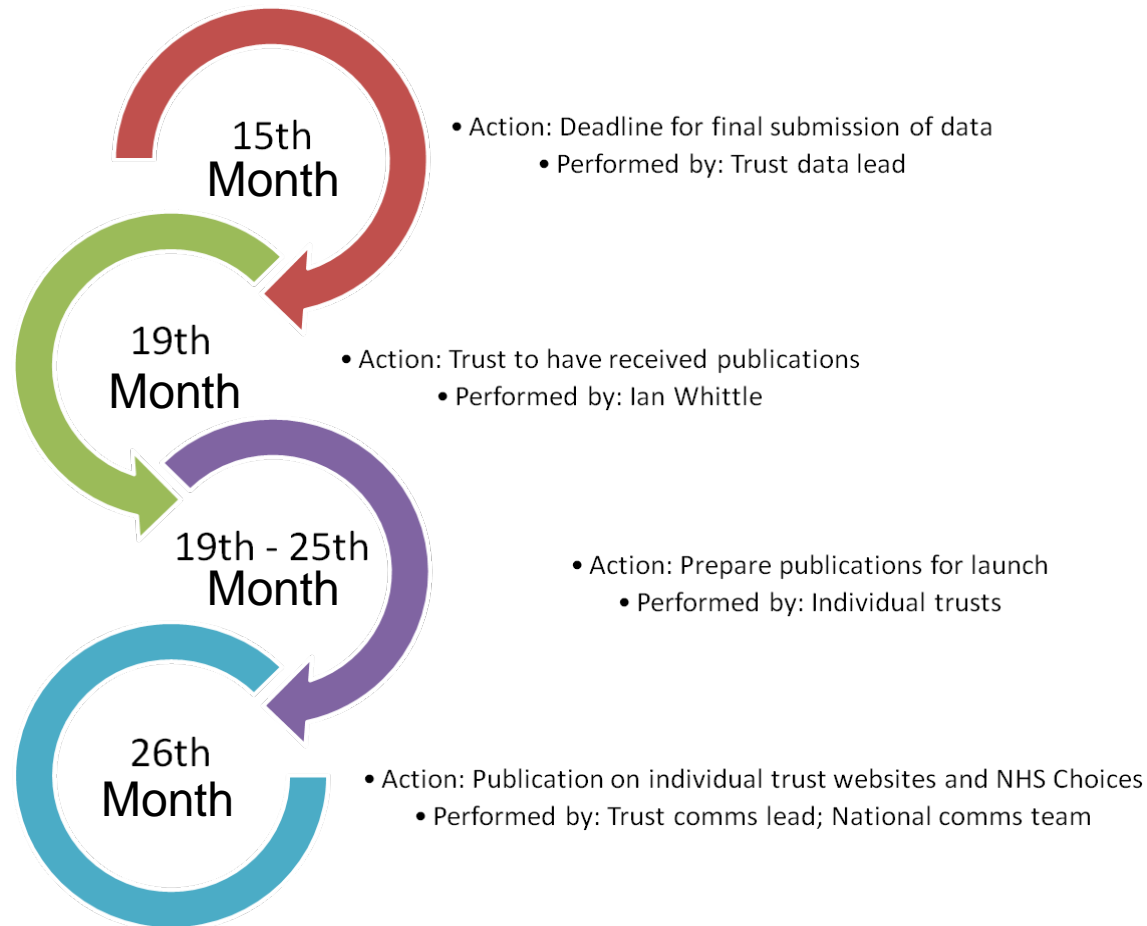 15th
Month
• Action: Deadline for final submission of data
• Performed by: Trust data lead
19th
Month
• Action: Trust to have received publications
• Performed by: Ian Whittle
19th - 25th
Month
• Action: Prepare publications for launch
• Performed by: Individual trusts
26th
Month
• Action: Publication on individual trust websites and NHS Choices
• Performed by: Trust comms lead; National comms team